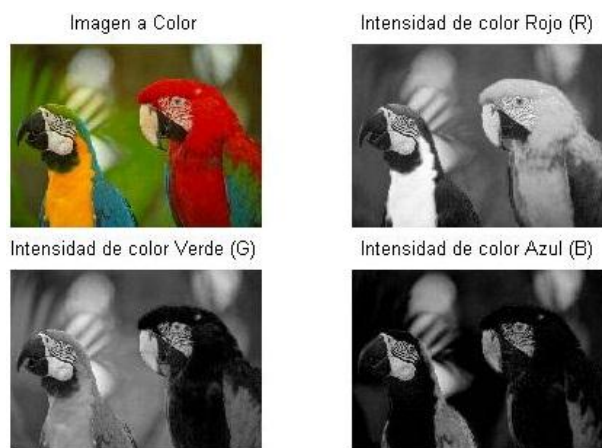 Imagen a Color
Intensidad de color Rojo (R)
Intensidad de color Verde (G)
Intensidad de color Azul (B)